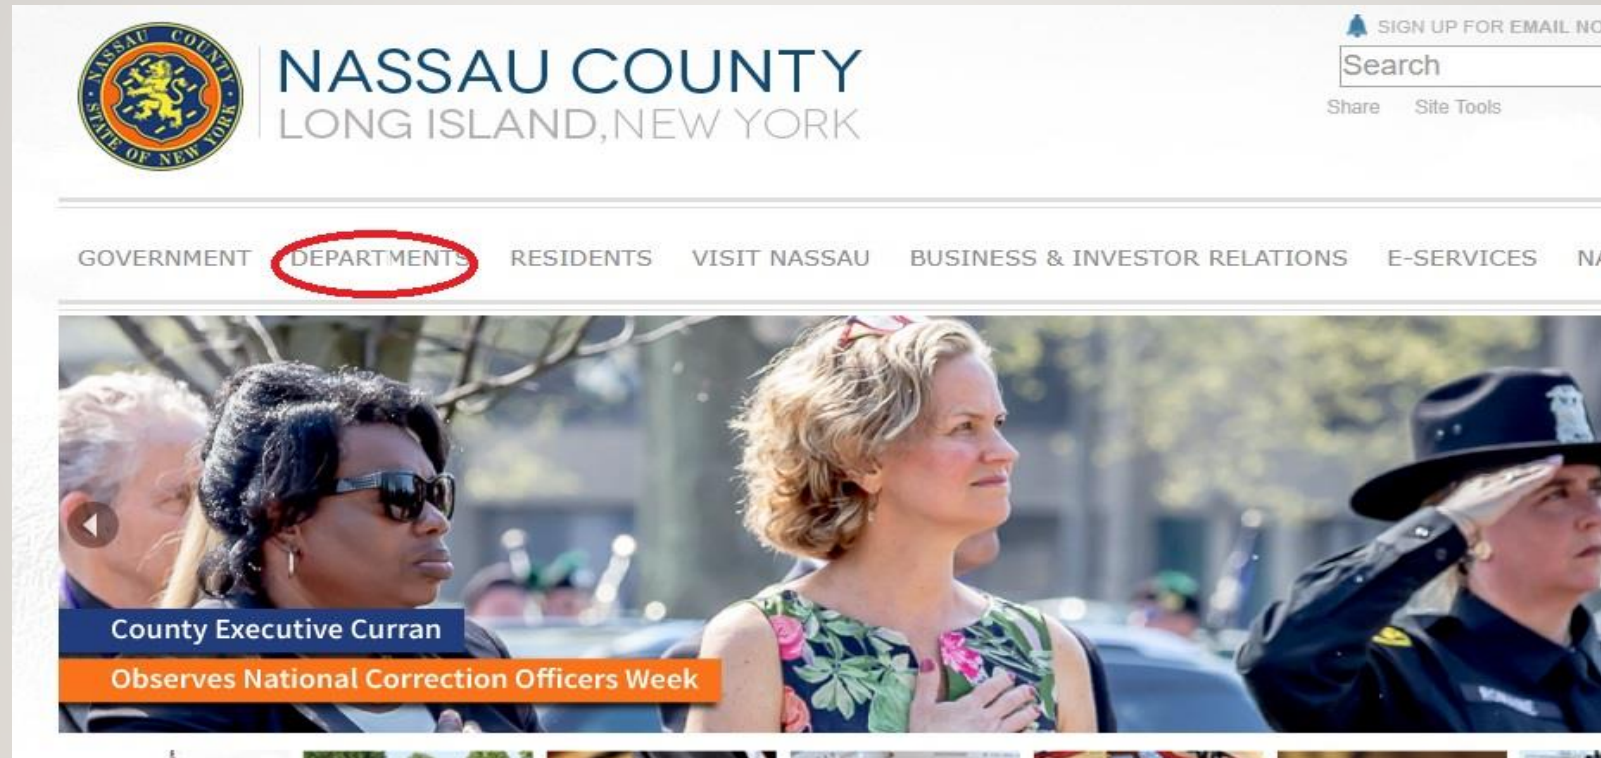 NASSAU COUNTY
STATE OF NEW YORK
NASSAU COUNTY
LONG ISLAND, NEW YORK
SIGN UP FOR EMAIL NO
Search
Share Site Tools
GOVERNMENT DEPARTMENTS RESIDENTS VISIT NASSAU BUSINESS & INVESTOR RELATIONS E-SERVICES NA
County Executive Curran
Observes National Correction Officers Week